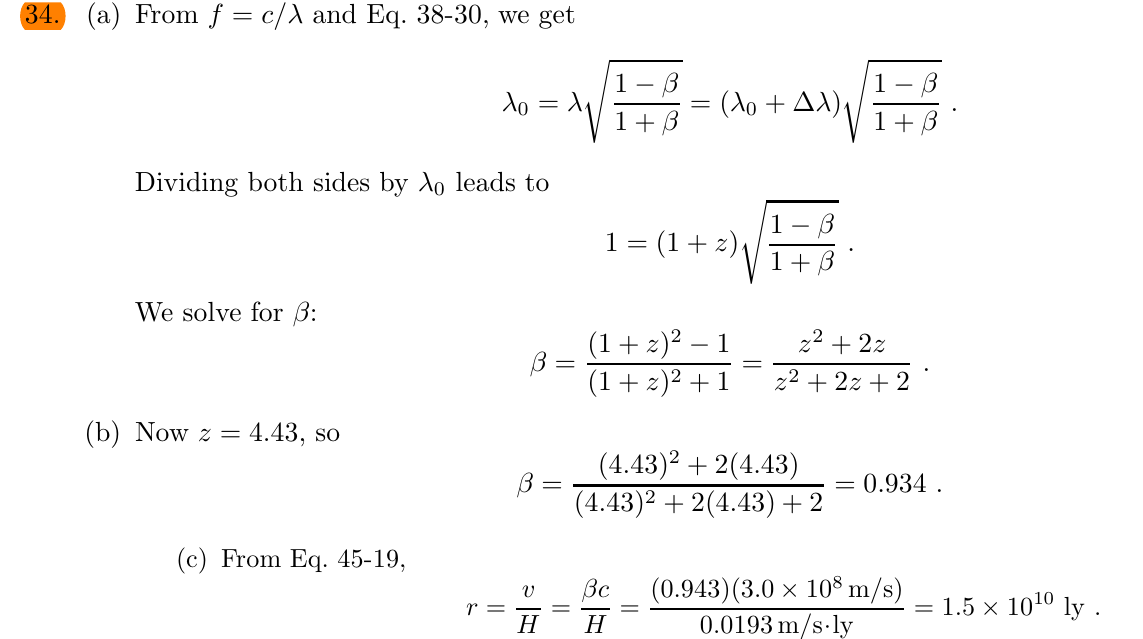 34. (a) From f = c/λ and Eq. 38-30, we get
λ₀ = λ√((1 − β)/(1 + β)) = (λ₀ + Δλ)√((1 − β)/(1 + β)) .
Dividing both sides by λ₀ leads to
1 = (1 + z)√((1 − β)/(1 + β)) .
We solve for β:
β = ((1 + z)² − 1)/((1 + z)² + 1) = (z² + 2z)/(z² + 2z + 2) .
(b) Now z = 4.43, so
β = ((4.43)² + 2(4.43))/((4.43)² + 2(4.43) + 2) = 0.934 .
(c) From Eq. 45-19,
r = v/H = βc/H = (0.943)(3.0 × 10⁸ m/s)/(0.0193 m/s·ly) = 1.5 × 10¹⁰ ly .